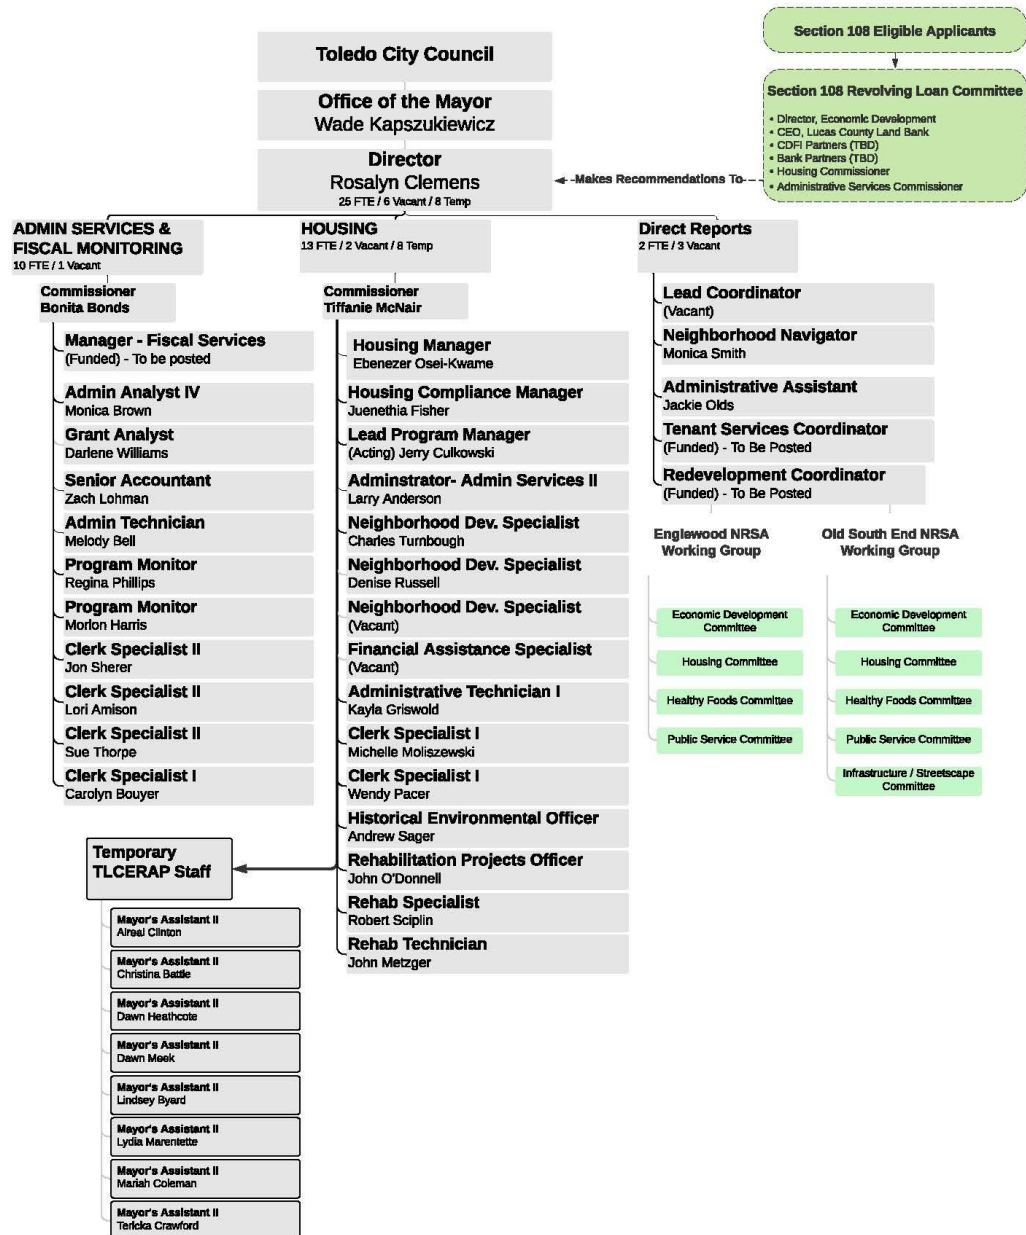 Toledo City Council
Office of the Mayor
Wade Kapszukiewicz
Director
Rosalyn Clemens
25 FTE / 6 Vacant / 8 Temp
Section 108 Eligible Applicants
Section 108 Revolving Loan Committee
• Director, Economic Development
• CEO, Lucas County Land Bank
• CDFI Partners (TBD)
• Bank Partners (TBD)
• Housing Commissioner
• Administrative Services Commissioner
Makes Recommendations To
ADMIN SERVICES &
FISCAL MONITORING
10 FTE / 1 Vacant
Commissioner
Bonita Bonds
Manager - Fiscal Services
(Funded) - To be posted
Admin Analyst IV
Monica Brown
Grant Analyst
Darlene Williams
Senior Accountant
Zach Lohman
Admin Technician
Melody Bell
Program Monitor
Regina Phillips
Program Monitor
Morlon Harris
Clerk Specialist II
Jon Sherer
Clerk Specialist II
Lori Amison
Clerk Specialist II
Sue Thorpe
Clerk Specialist I
Carolyn Bouyer
HOUSING
13 FTE / 2 Vacant / 8 Temp
Commissioner
Tiffanie McNair
Housing Manager
Ebenezer Osei-Kwame
Housing Compliance Manager
Juenethia Fisher
Lead Program Manager
(Acting) Jerry Culkowski
Adminstrator- Admin Services II
Larry Anderson
Neighborhood Dev. Specialist
Charles Turnbough
Neighborhood Dev. Specialist
Denise Russell
Neighborhood Dev. Specialist
(Vacant)
Financial Assistance Specialist
(Vacant)
Administrative Technician I
Kayla Griswold
Clerk Specialist I
Michelle Moliszewski
Clerk Specialist I
Wendy Pacer
Historical Environmental Officer
Andrew Sager
Rehabilitation Projects Officer
John O'Donnell
Rehab Specialist
Robert Sciplin
Rehab Technician
John Metzger
Temporary
TLCERAP Staff
Mayor's Assistant II
Aireal Clinton
Mayor's Assistant II
Christina Battle
Mayor's Assistant II
Dawn Heathcote
Mayor's Assistant II
Dawn Meek
Mayor's Assistant II
Lindsey Byard
Mayor's Assistant II
Lydia Marentette
Mayor's Assistant II
Mariah Coleman
Mayor's Assistant II
Tericka Crawford
Direct Reports
2 FTE / 3 Vacant
Lead Coordinator
(Vacant)
Neighborhood Navigator
Monica Smith
Administrative Assistant
Jackie Olds
Tenant Services Coordinator
(Funded) - To Be Posted
Redevelopment Coordinator
(Funded) - To Be Posted
Englewood NRSA
Working Group
Economic Development
Committee
Housing Committee
Healthy Foods Committee
Public Service Committee
Old South End NRSA
Working Group
Economic Development
Committee
Housing Committee
Healthy Foods Committee
Public Service Committee
Infrastructure / Streetscape
Committee